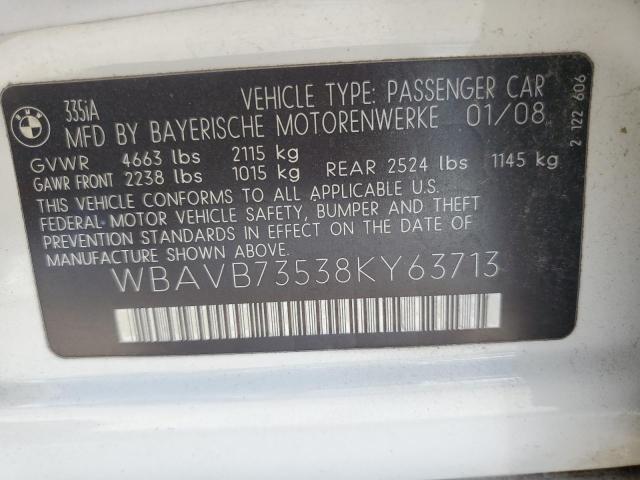 BMW
335iA VEHICLE TYPE: PASSENGER CAR
MFD BY BAYERISCHE MOTORENWERKE 01/08
GVWR 4663 lbs 2115 kg
GAWR FRONT 2238 lbs 1015 kg REAR 2524 lbs 1145 kg
THIS VEHICLE CONFORMS TO ALL APPLICABLE U.S.
FEDERAL MOTOR VEHICLE SAFETY, BUMPER AND THEFT
PREVENTION STANDARDS IN EFFECT ON THE DATE OF
MANUFACTURE SHOWN ABOVE.
WBAVB73538KY63713
2 122 606